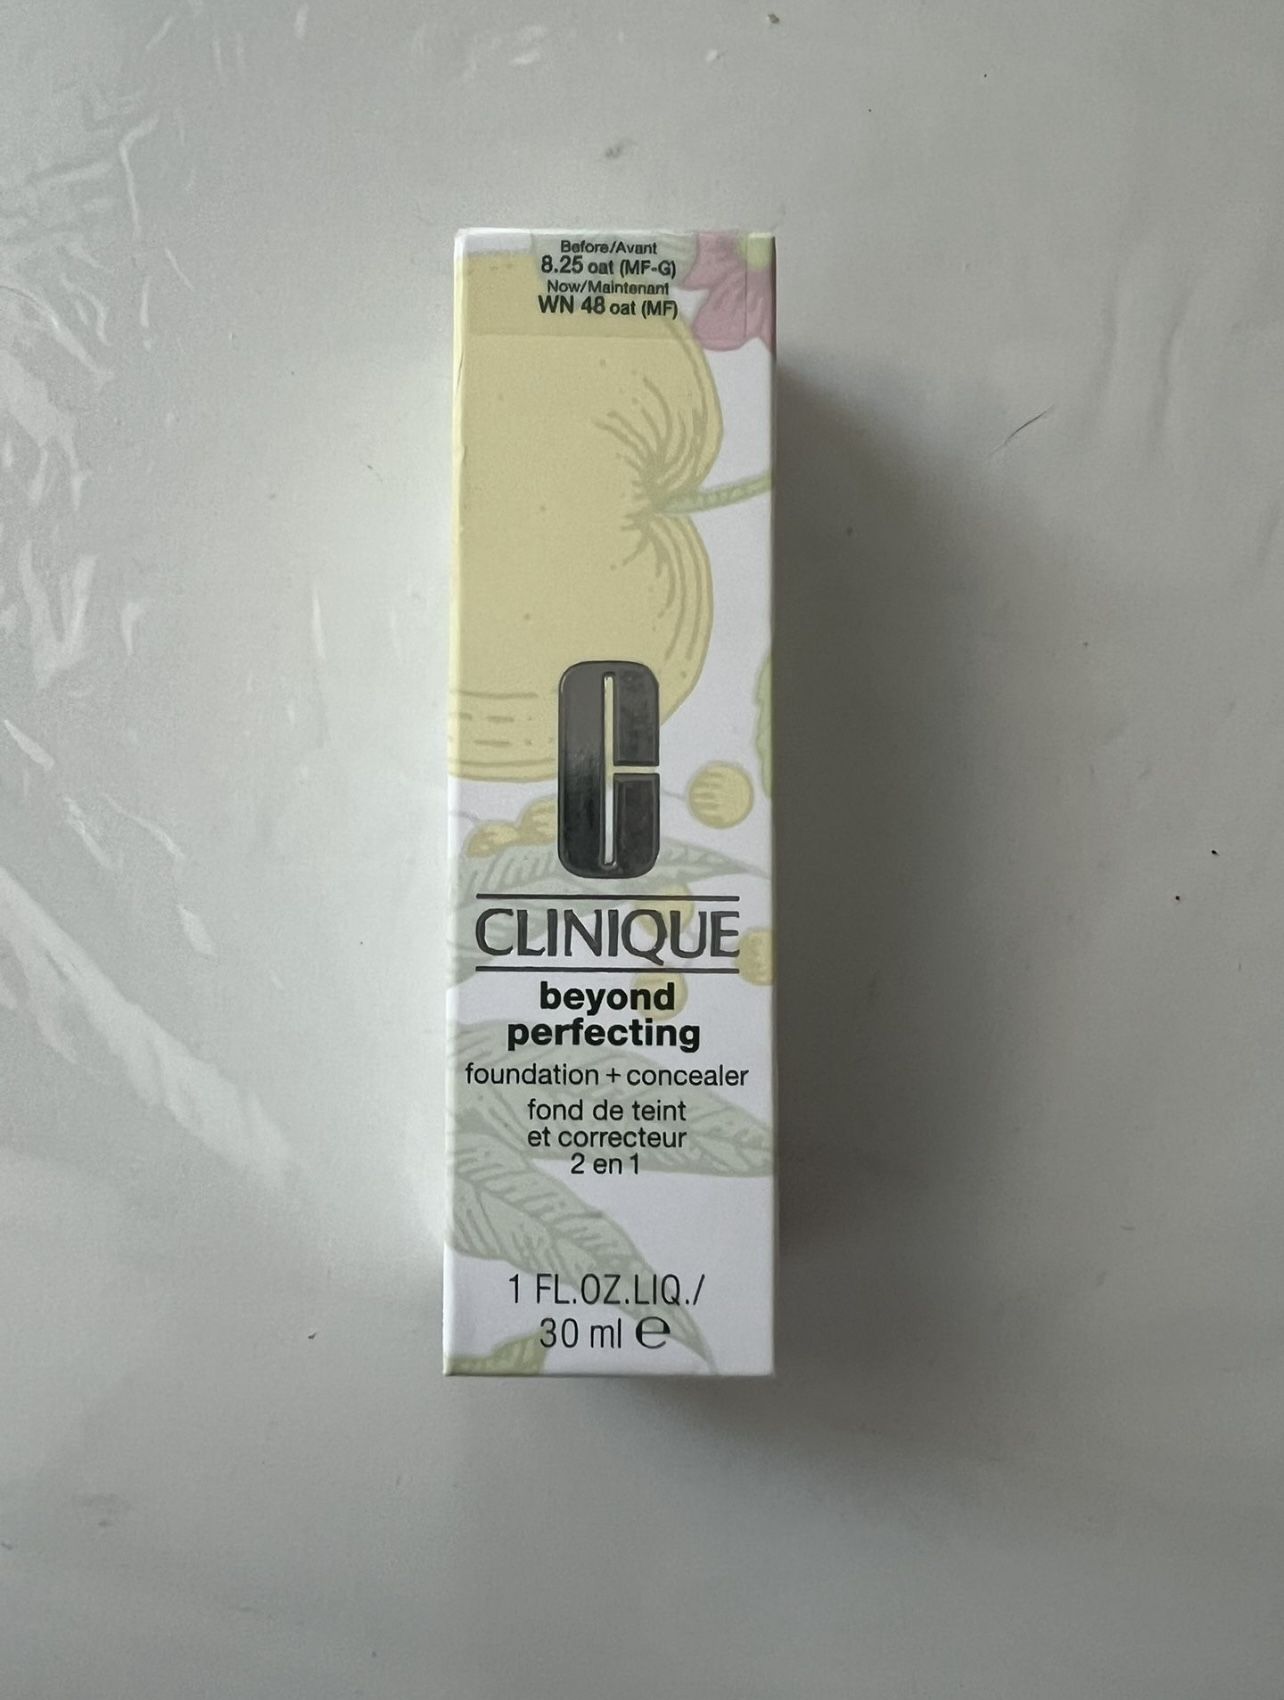 Before/Avant
8.25 oat (MF-G)
Now/Maintenant
WN 48 oat (MF)
CLINIQUE
beyond
perfecting
foundation + concealer
fond de teint
et correcteur
2 en 1
1 FL.OZ.LIQ./
30 ml ℮